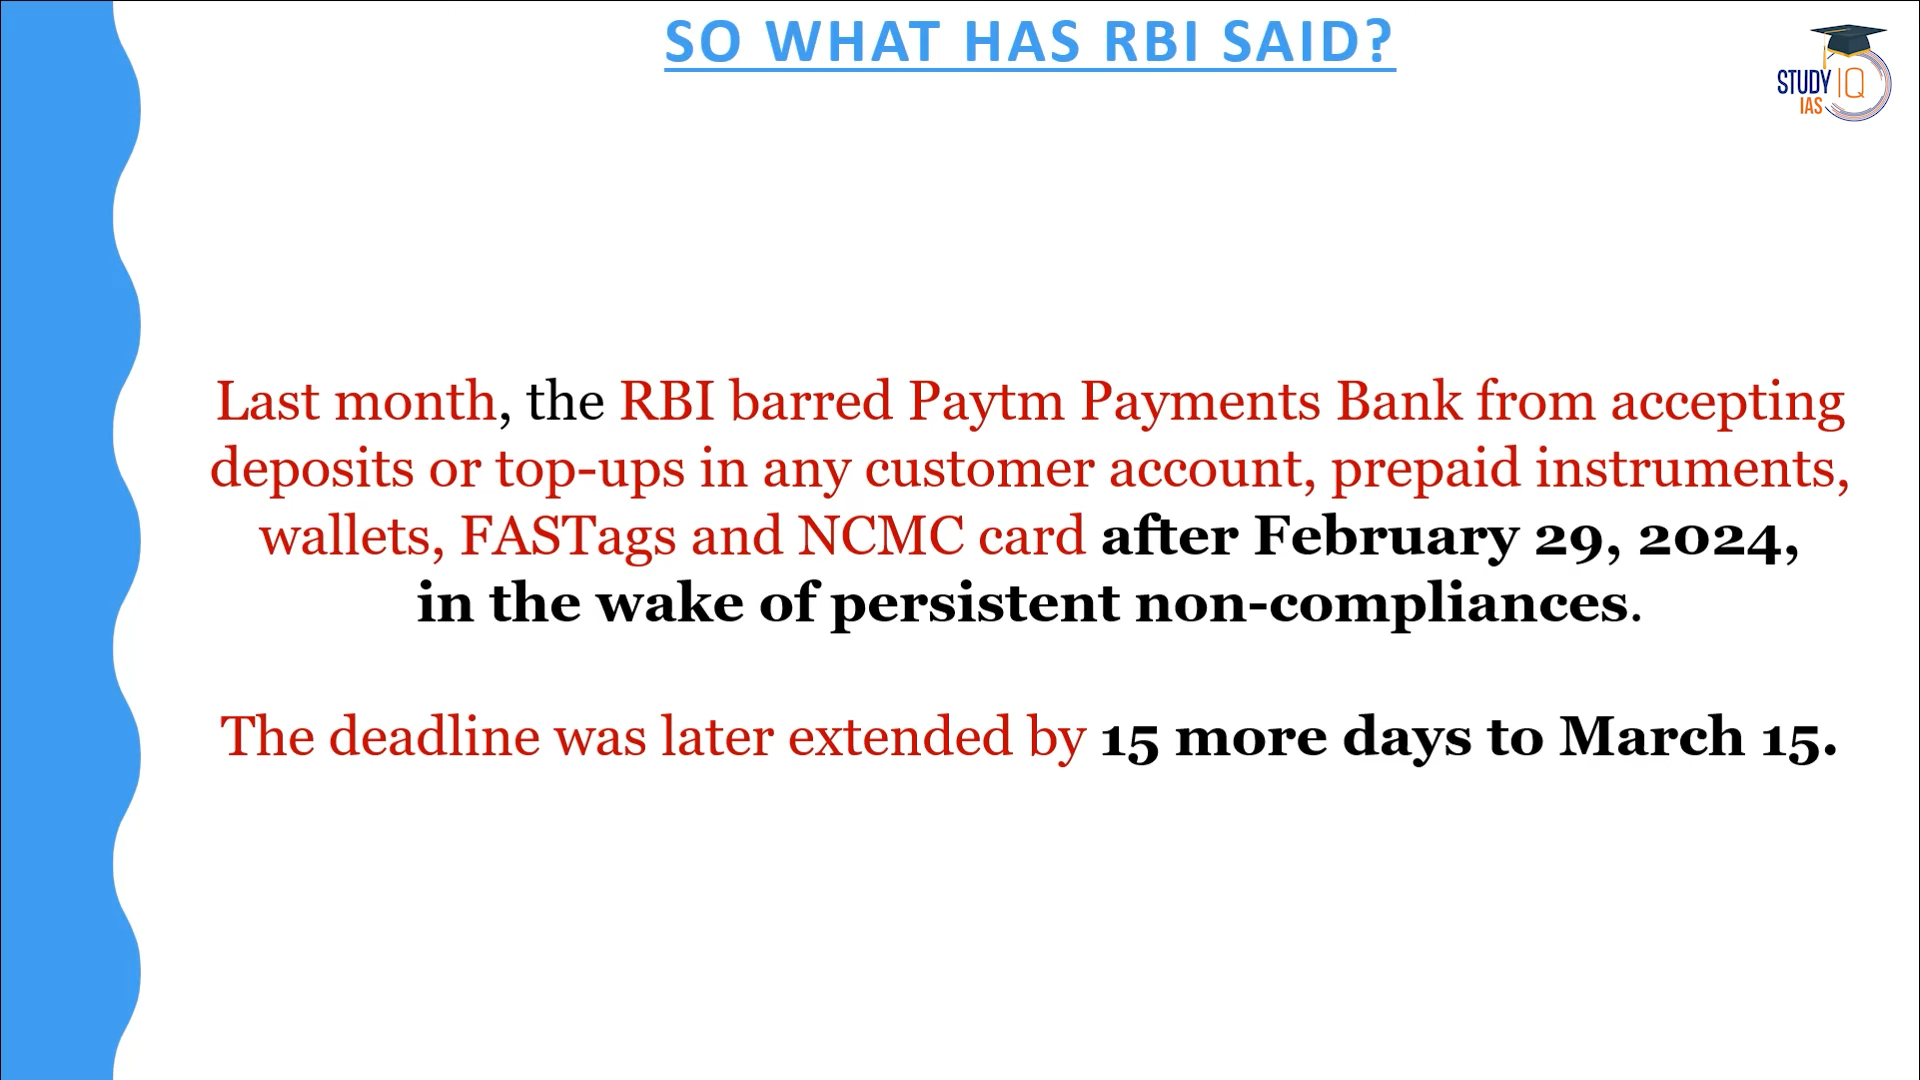 SO WHAT HAS RBI SAID?
STUDY IQ
IAS
Last month, the RBI barred Paytm Payments Bank from accepting
deposits or top-ups in any customer account, prepaid instruments,
wallets, FASTags and NCMC card after February 29, 2024,
in the wake of persistent non-compliances.
The deadline was later extended by 15 more days to March 15.